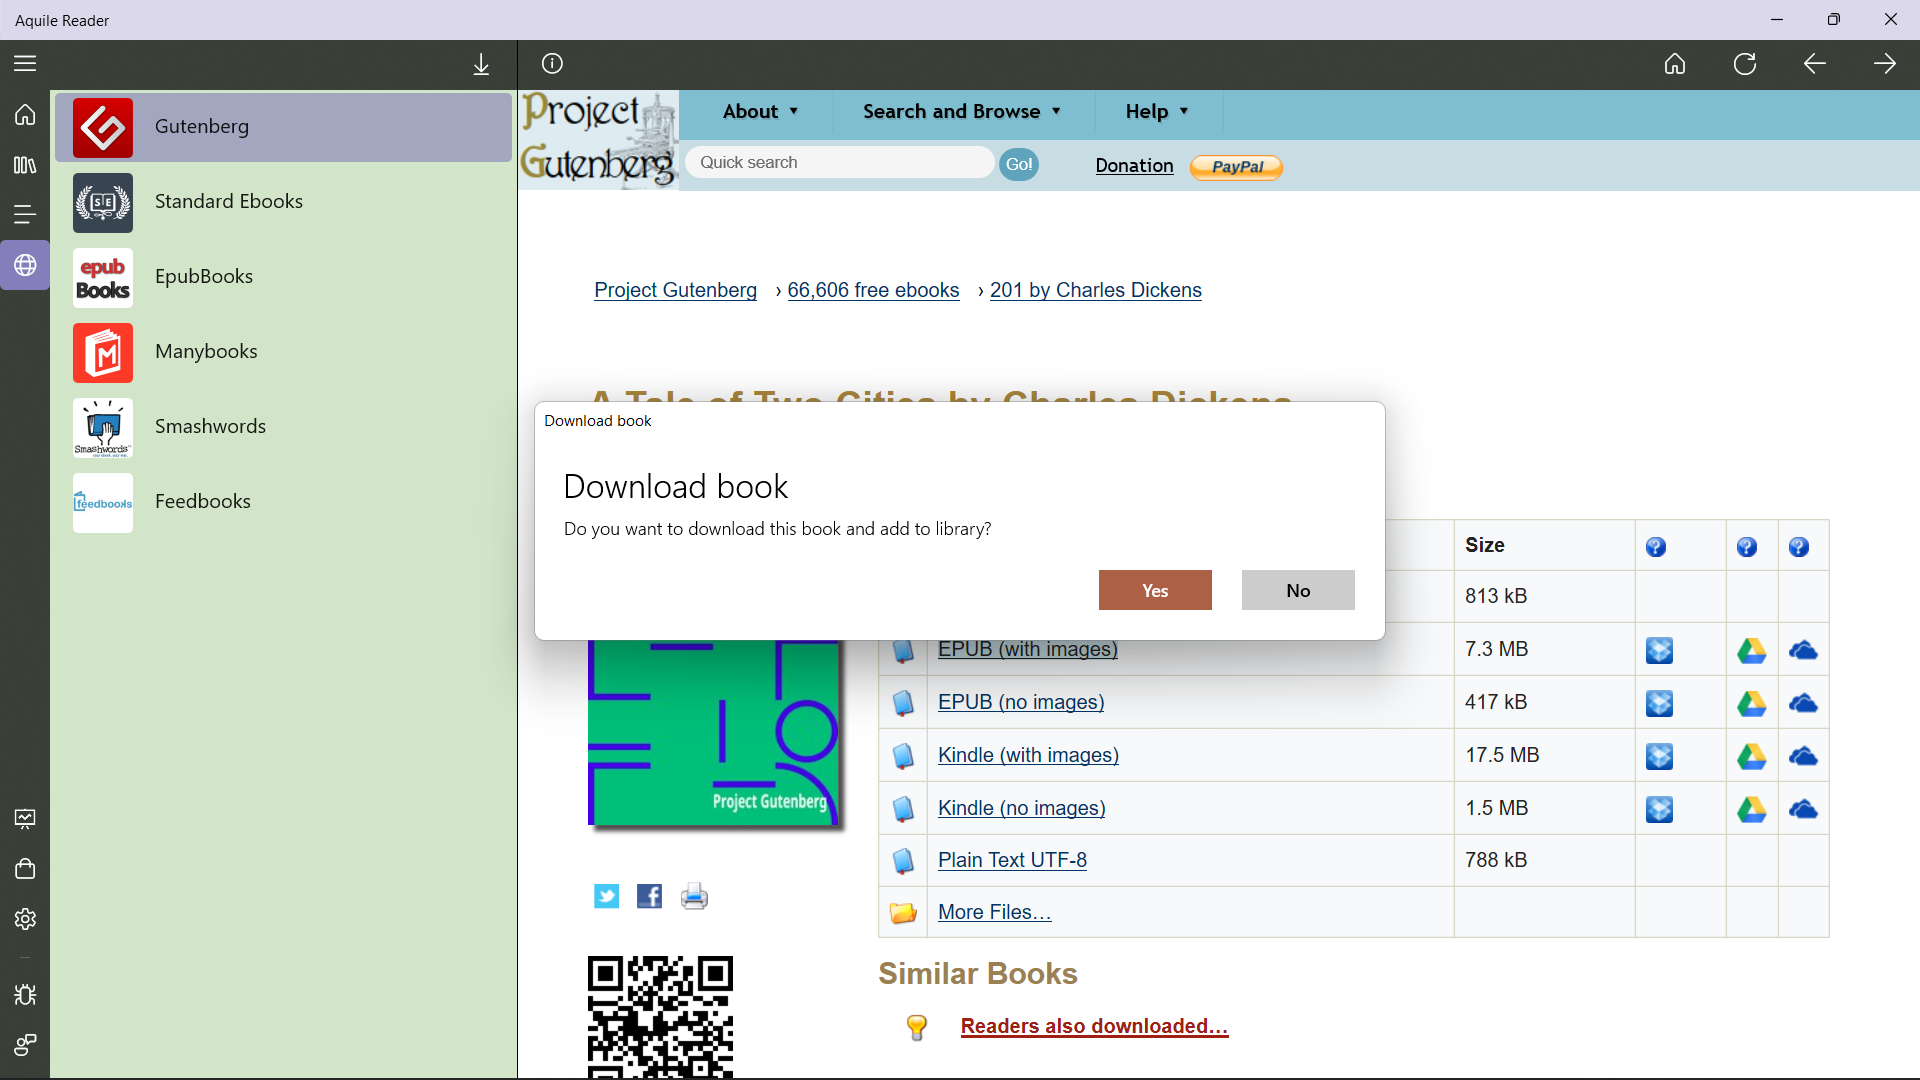 Aquile Reader
Gutenberg
Standard Ebooks
SE
epub
Books
EpubBooks
M
Manybooks
Smashwords
Smashwords
feedbooks
Feedbooks
Project
Gutenberg
About
Search and Browse
Help
Quick search
Go!
Donation
PayPal
Project Gutenberg › 66,606 free ebooks › 201 by Charles Dickens
A Tale of Two Cities by Charles Dickens
Download book
Download book
Do you want to download this book and add to library?
Yes
No
Size
? ? ?
813 kB
EPUB (with images) 7.3 MB
EPUB (no images) 417 kB
Kindle (with images) 17.5 MB
Kindle (no images) 1.5 MB
Plain Text UTF-8 788 kB
More Files…
Project Gutenberg
Similar Books
Readers also downloaded…